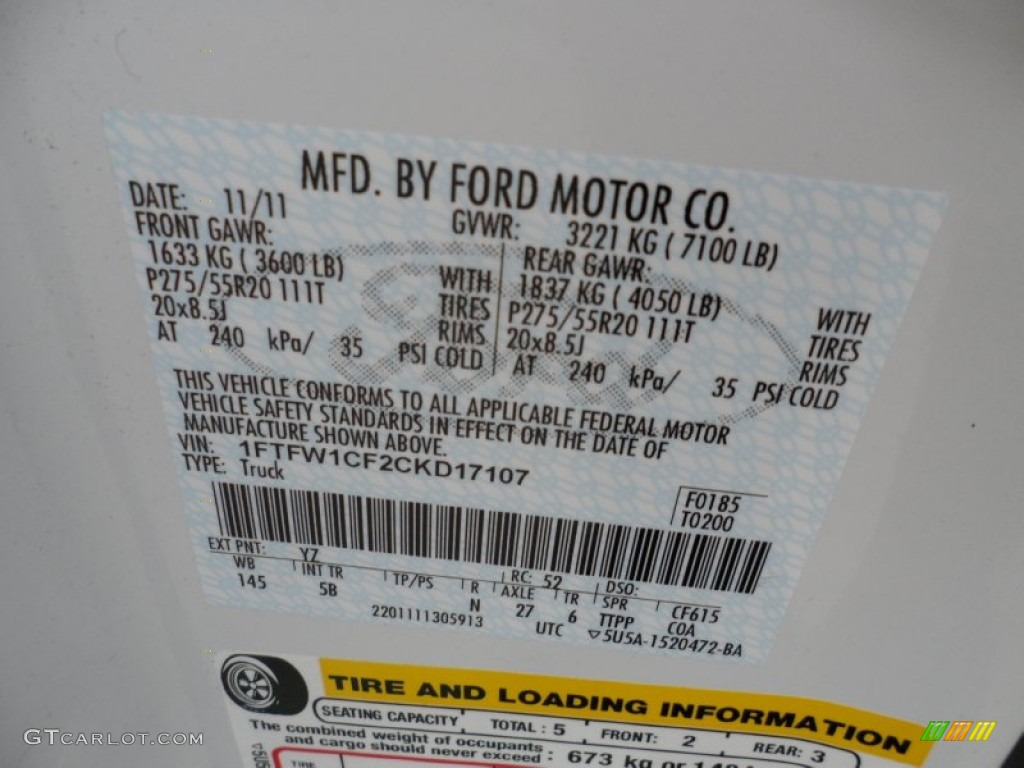 MFD. BY FORD MOTOR CO.
DATE: 11/11 GVWR: 3221 KG ( 7100 LB)
FRONT GAWR: REAR GAWR:
1633 KG ( 3600 LB) WITH 1837 KG ( 4050 LB) WITH
P275/55R20 111T TIRES P275/55R20 111T TIRES
20x8.5J RIMS 20x8.5J RIMS
AT 240 kPa/ 35 PSI COLD AT 240 kPa/ 35 PSI COLD
THIS VEHICLE CONFORMS TO ALL APPLICABLE FEDERAL MOTOR
VEHICLE SAFETY STANDARDS IN EFFECT ON THE DATE OF
MANUFACTURE SHOWN ABOVE.
VIN: 1FTFW1CF2CKD17107
TYPE: Truck
F0185
T0200
EXT PNT: YZ RC: 52 DSO:
WB INT TR TP/PS R AXLE TR SPR CF615
145 5B N 27 6 TTPP COA
2201111305913 UTC ▽5U5A-1520472-BA
TIRE AND LOADING INFORMATION
SEATING CAPACITY TOTAL : 5 FRONT: 2 REAR: 3
The combined weight of occupants
and cargo should never exceed : 673 kg or
TIRE
GTCarlot.com